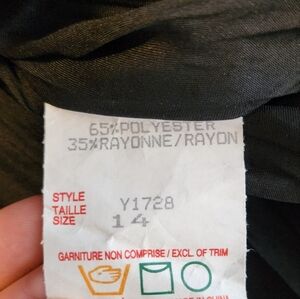 65%POLYESTER
35%RAYONNE/RAYON
STYLE Y1728
TAILLE
SIZE 14
GARNITURE NON COMPRISE / EXCL. OF TRIM